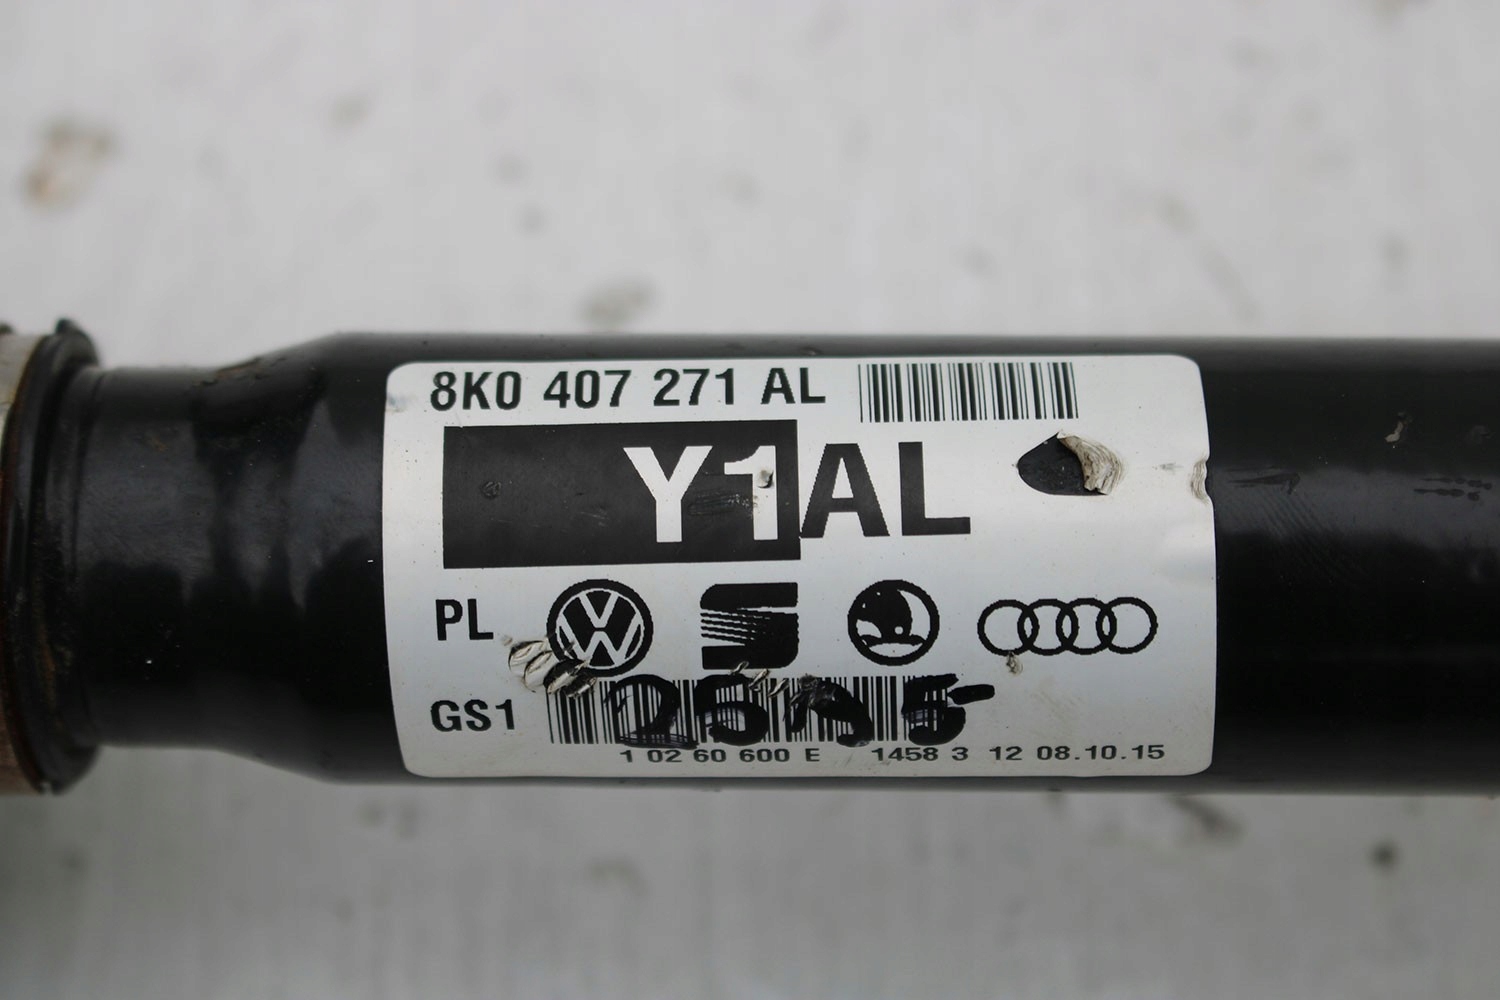 8K0 407 271 AL
Y1AL
PL
GS1
1 02 60 600 E 1458 3 12 08.10.15